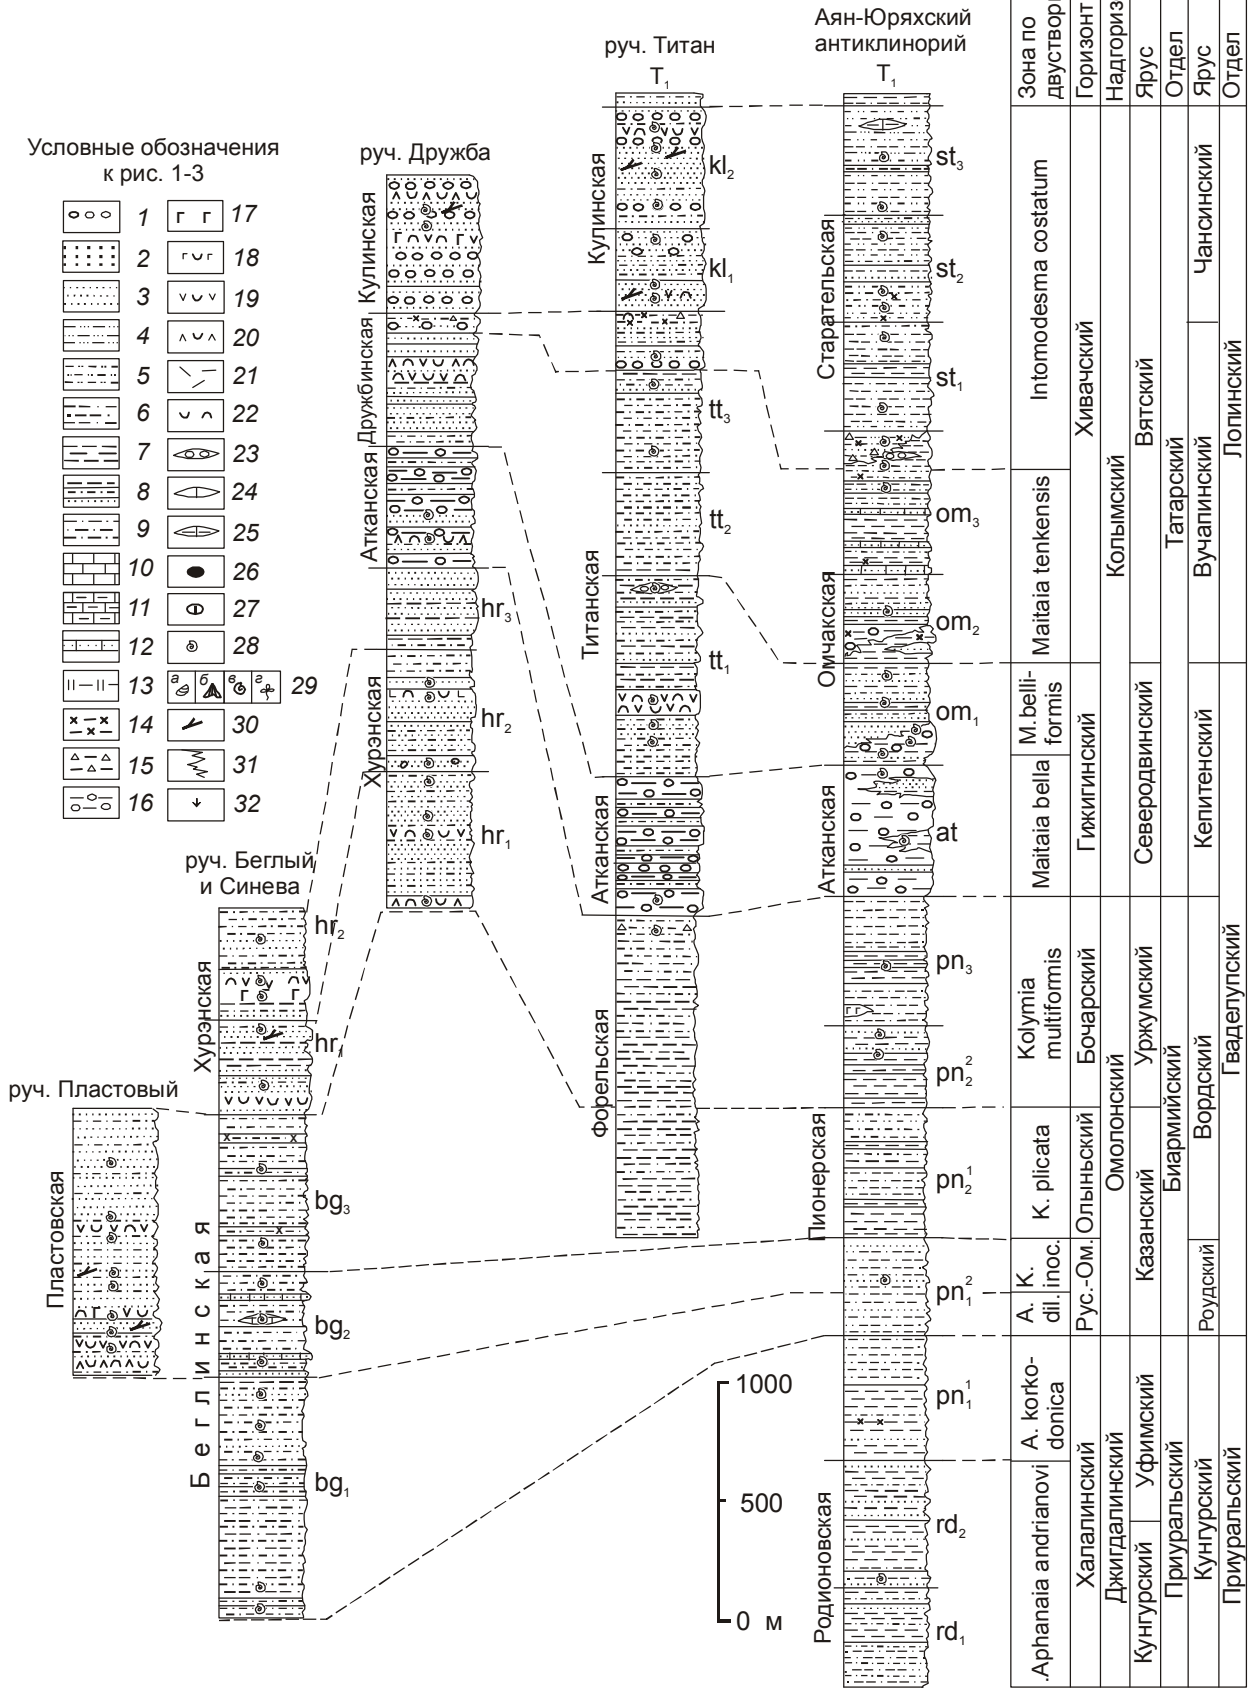 Условные обозначения
к рис. 1-3
1
2
3
4
5
6
7
8
9
10
11
12
13
14
15
16
17
18
19
20
21
22
23
24
25
26
27
28
а б в г 29
30
31
32
руч. Пластовый
Пластовская
руч. Беглый
и Синева
Хурэнская
Беглинская
hr₂
hr₁
bg₃
bg₂
bg₁
руч. Дружба
Кулинская
Дружбинская
Атканская
Хурэнская
hr₃
hr₂
hr₁
руч. Титан
T₁
Кулинская
Титанская
Атканская
Форельская
kl₂
kl₁
tt₃
tt₂
tt₁
Аян-Юряхский
антиклинорий
T₁
Старательская
Омчакская
Атканская
Пионерская
Родионовская
st₃
st₂
st₁
om₃
om₂
om₁
at
pn₃
pn₂²
pn₂¹
pn₁²
pn₁¹
rd₂
rd₁
1000
500
0 м
Зона по
Горизонт
Ярус
Отдел
Ярус
Отдел
Intomodesma costatum
Maitaia tenkensis
M. belli-
formis
Maitaia bella
Kolymia
multiformis
K. plicata
K.
inoc.
A.
dil.
A. korko-
donica
.Aphanaia andrianovi
Хивачский
Гижигинский
Бочарский
Олыньский
Рус.-Ом.
Халалинский
Колымский
Омолонский
Джигдалинский
Вятский
Северодвинский
Уржумский
Казанский
Уфимский
Кунгурский
Татарский
Биармийский
Приуральский
Чансинский
Вучапинский
Кепитенский
Вордский
Роудский
Кунгурский
Лопинский
Гваделупский
Приуральский